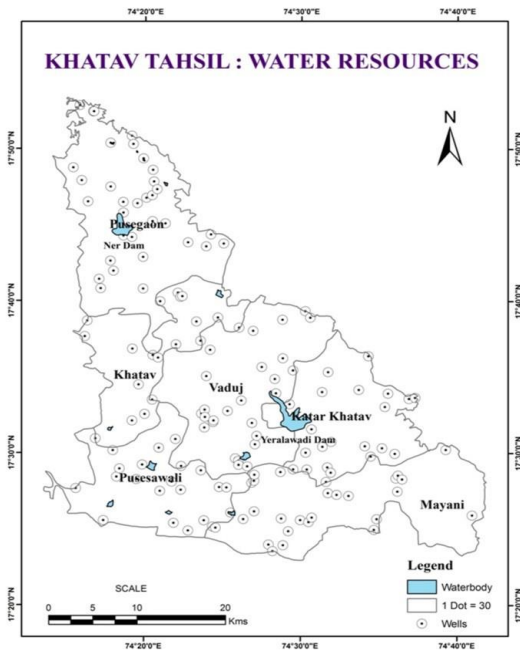 74°20'0"E 74°30'0"E 74°40'0"E
KHATAV TAHSIL : WATER RESOURCES
N
17°50'0"N 17°50'0"N
Pusegaon
Ner Dam
17°40'0"N 17°40'0"N
Khatav
Vaduj
Katar Khatav
Yeralawadi Dam
17°30'0"N 17°30'0"N
Pusesawali
Mayani
Legend
Waterbody
1 Dot = 30
Wells
SCALE
0 5 10 20
Kms
17°20'0"N 17°20'0"N
74°20'0"E 74°30'0"E 74°40'0"E